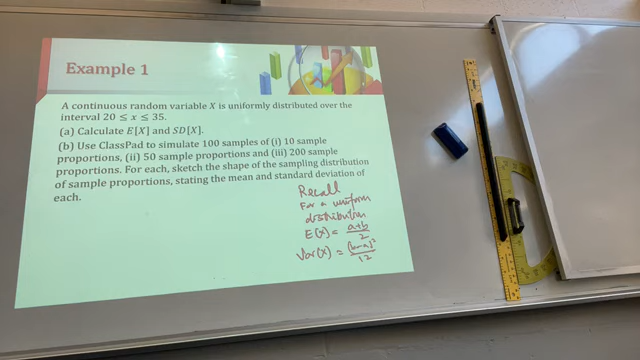 Example 1
A continuous random variable X is uniformly distributed over the
interval 20 ≤ x ≤ 35.
(a) Calculate E[X] and SD[X].
(b) Use ClassPad to simulate 100 samples of (i) 10 sample
proportions, (ii) 50 sample proportions and (iii) 200 sample
proportions. For each, sketch the shape of the sampling distribution
of sample proportions, stating the mean and standard deviation of
each.
Recall
For a uniform
distribution
E(X) = a+b/2
Var(X) = (b-a)²/12